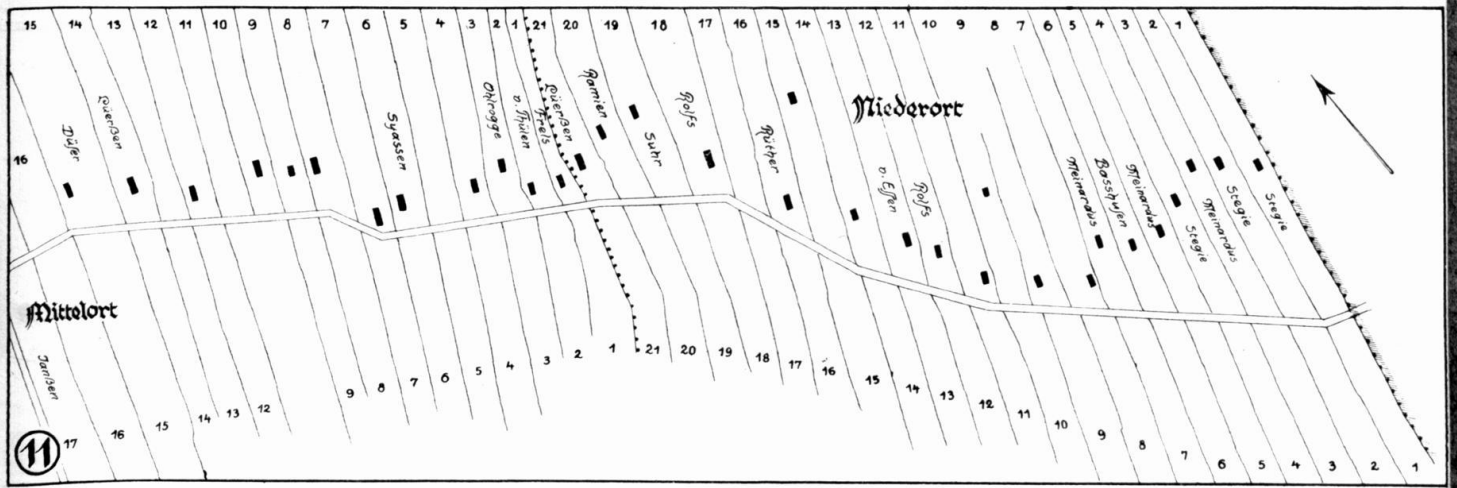 15 14 13 12 11 10 9 8 7 6 5 4 3 2 1 21 20 19 18 17 16 15 14 13 12 11 10 9 8 7 6 5 4 3 2 1
16
Düser
Lüerßen
Syassen
Ohlrogge
v. Thülen
Frels
Lüerßen
Ramien
Suhr
Rolfs
Rüther
Niederort
v. Essen
Rolfs
Meinardus
Basshusen
Meinardus
Stegie
Meinardus
Stegie
Stegie
Mittelort
Janßen
17 16 15 14 13 12 9 8 7 6 5 4 3 2 1 21 20 19 18 17 16 15 14 13 12 11 10 9 8 7 6 5 4 3 2 1
11